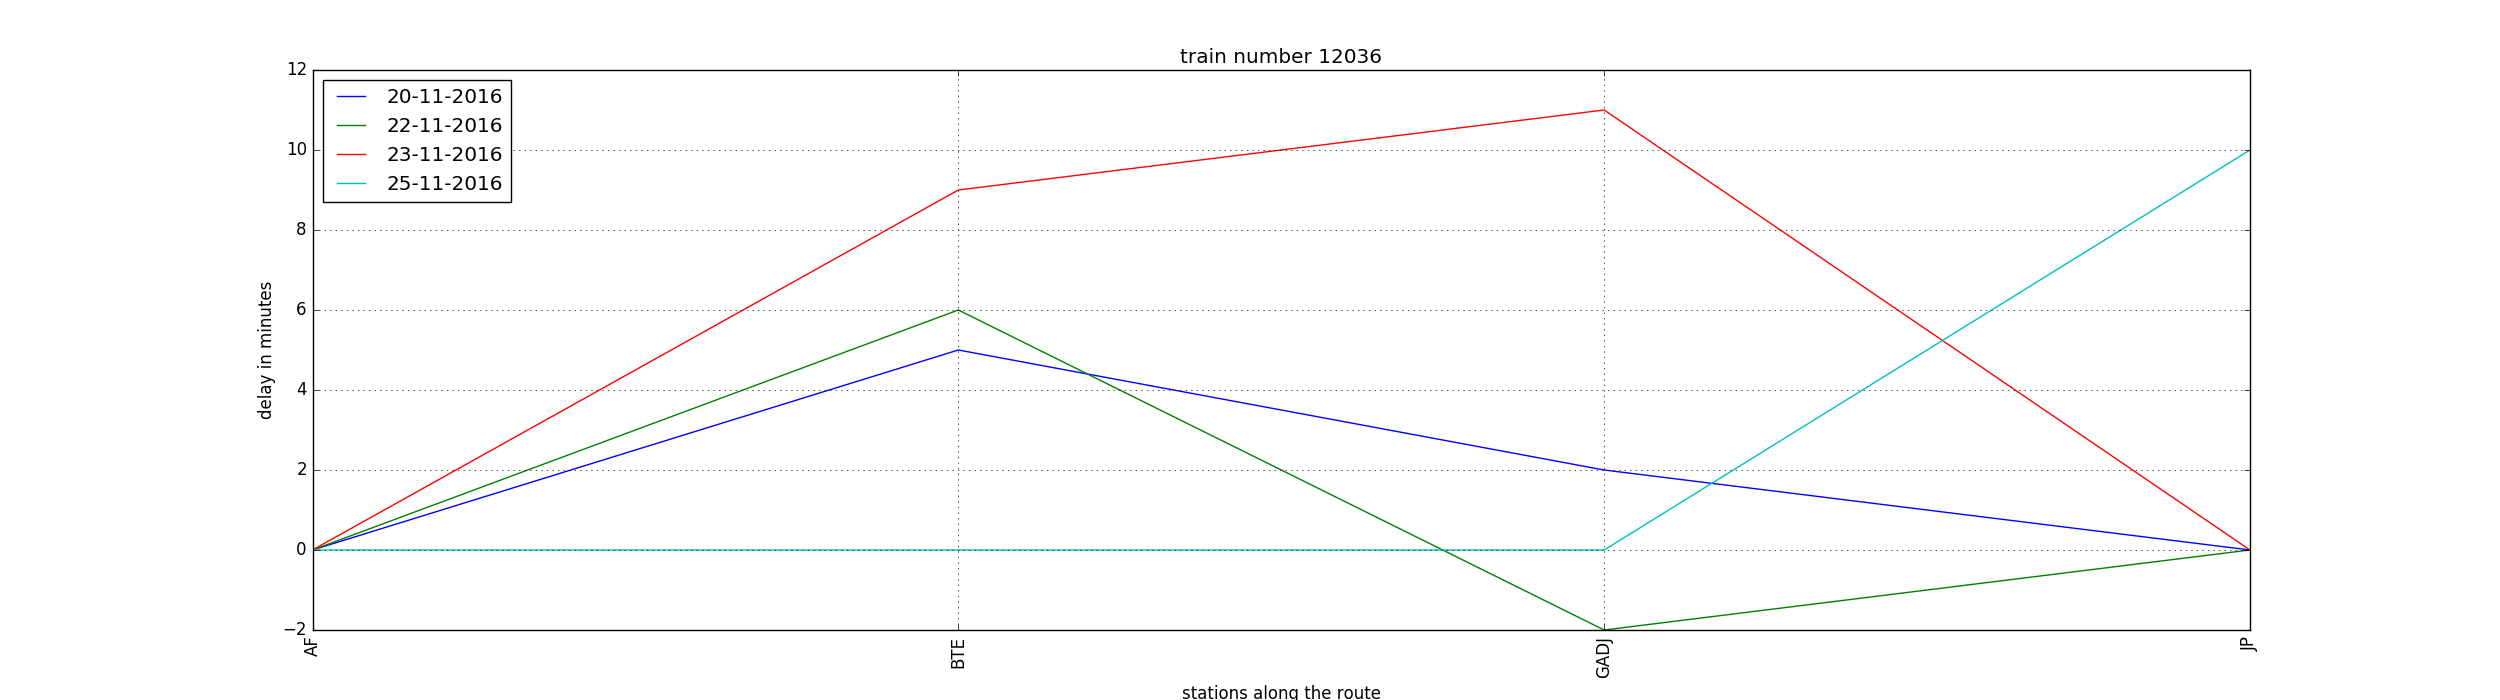 train number 12036
20-11-2016
22-11-2016
23-11-2016
25-11-2016
12
10
8
6
4
2
0
−2
delay in minutes
AF
BTE
GADJ
JP
stations along the route